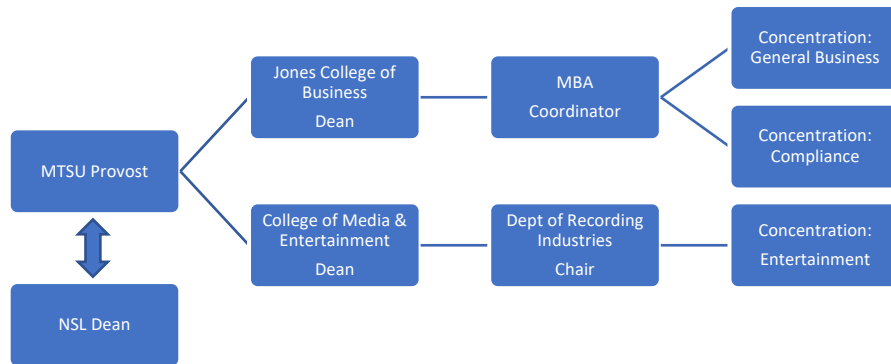 MTSU Provost
NSL Dean
Jones College of
Business
Dean
College of Media &
Entertainment
Dean
MBA
Coordinator
Dept of Recording
Industries
Chair
Concentration:
General Business
Concentration:
Compliance
Concentration:
Entertainment